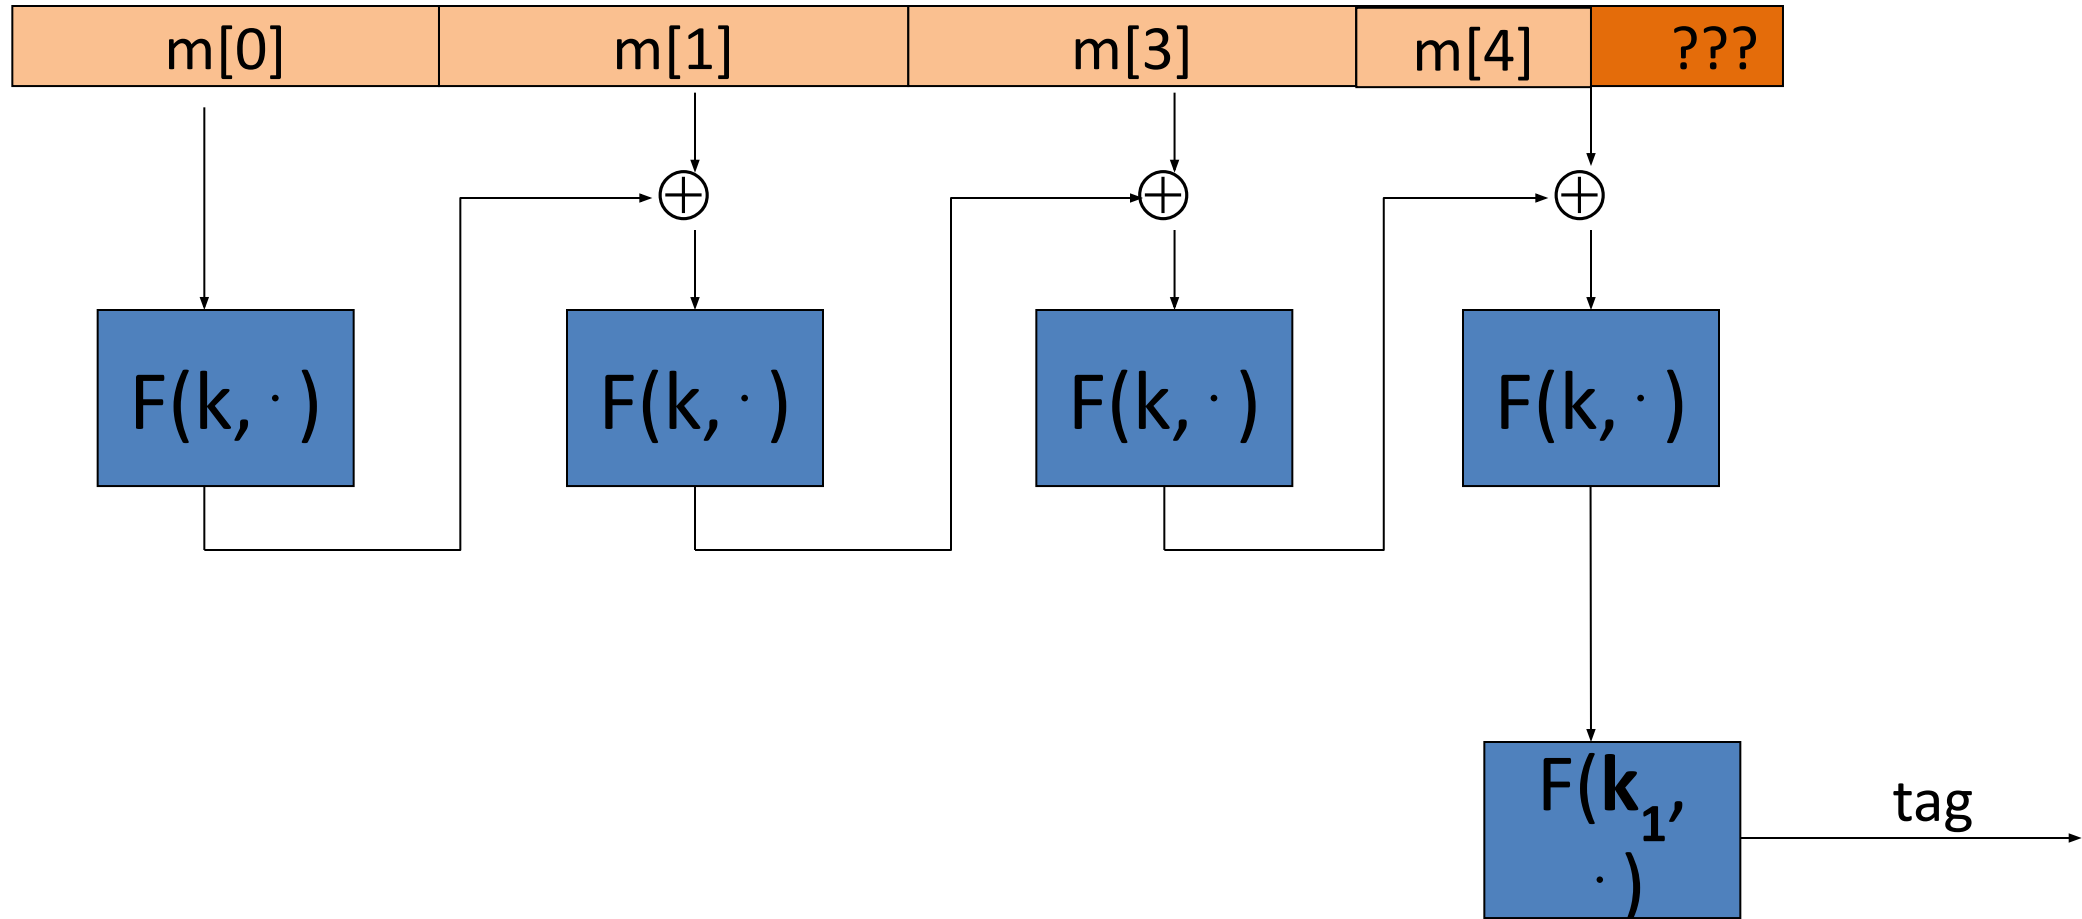 m[0] m[1] m[3] m[4] ???
F(k, · ) F(k, · ) F(k, · ) F(k, · )
F(k₁,
· )
tag